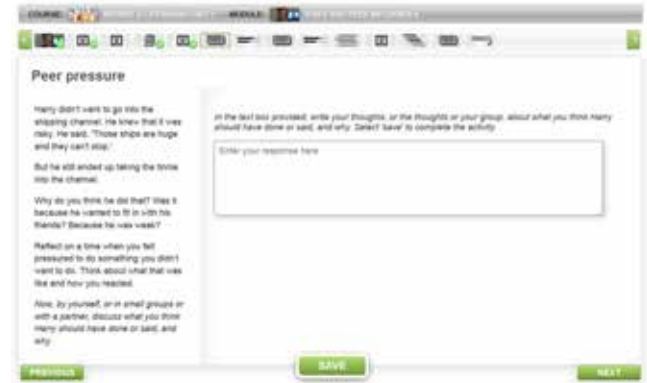 COURSE:
MODULE:
Peer pressure
Harry didn't want to go into the
shipping channel. He knew that it was
risky. He said, 'Those ships are huge
and they can't stop.'
But he still ended up taking the tinnie
into the channel.
Why do you think he did that? Was it
because he wanted to fit in with his
friends? Because he was weak?
Reflect on a time when you felt
pressured to do something you didn't
want to do. Think about what that was
like and how you reacted.
Now, by yourself, or in small groups or
with a partner, discuss what you think
Harry should have done or said, and
why.
In the text box provided, write your thoughts, or the thoughts or your group, about what you think Harry
should have done or said, and why. Select 'save' to complete the activity.
Enter your response here
PREVIOUS
SAVE
NEXT